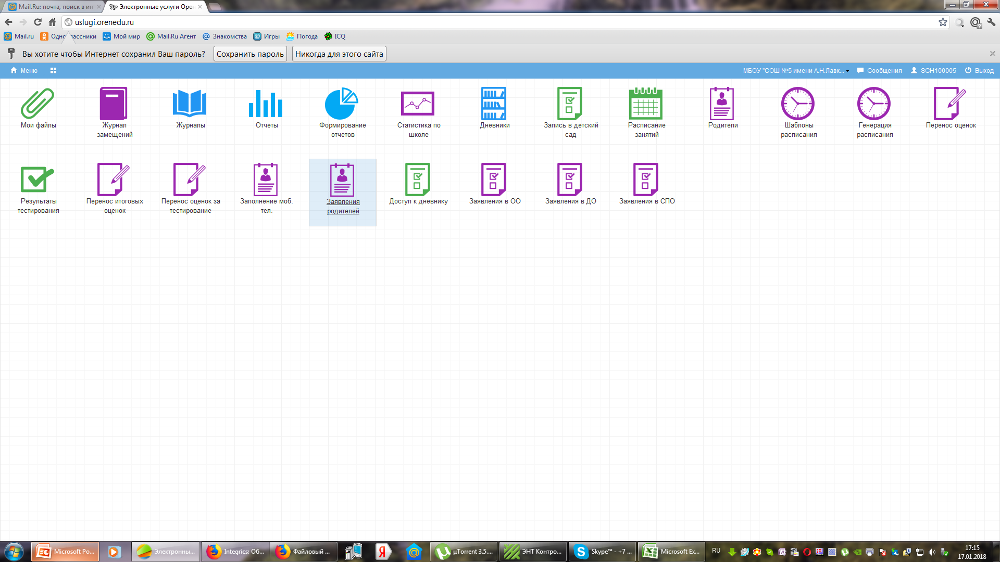 Mail.Ru: почта, поиск в инт
Электронные услуги Орен
uslugi.orenedu.ru
Mail.ru
Одноклассники
Мой мир
Mail.Ru Агент
Знакомства
Игры
Погода
ICQ
Вы хотите чтобы Интернет сохранил Ваш пароль?
Сохранить пароль
Никогда для этого сайта
Меню
МБОУ "СОШ №5 имени А.Н.Лавк...
Сообщения
SCH100005
Выход
Мои файлы
Журнал
замещений
Журналы
Отчеты
Формирование
отчетов
Статистика по
школе
Дневники
Запись в детский
сад
Расписание
занятий
Родители
Шаблоны
расписания
Генерация
расписания
Перенос оценок
Результаты
тестирования
Перенос итоговых
оценок
Перенос оценок за
тестирование
Заполнение моб.
тел.
Заявления
родителей
Доступ к дневнику
Заявления в ОО
Заявления в ДО
Заявления в СПО
Microsoft Po...
Электронны...
Integrics: Об...
Файловый ...
Я
µTorrent 3.5....
ЭНТ Контро...
Skype™ - +7 ...
Microsoft Ex...
RU
17:15
17.01.2018